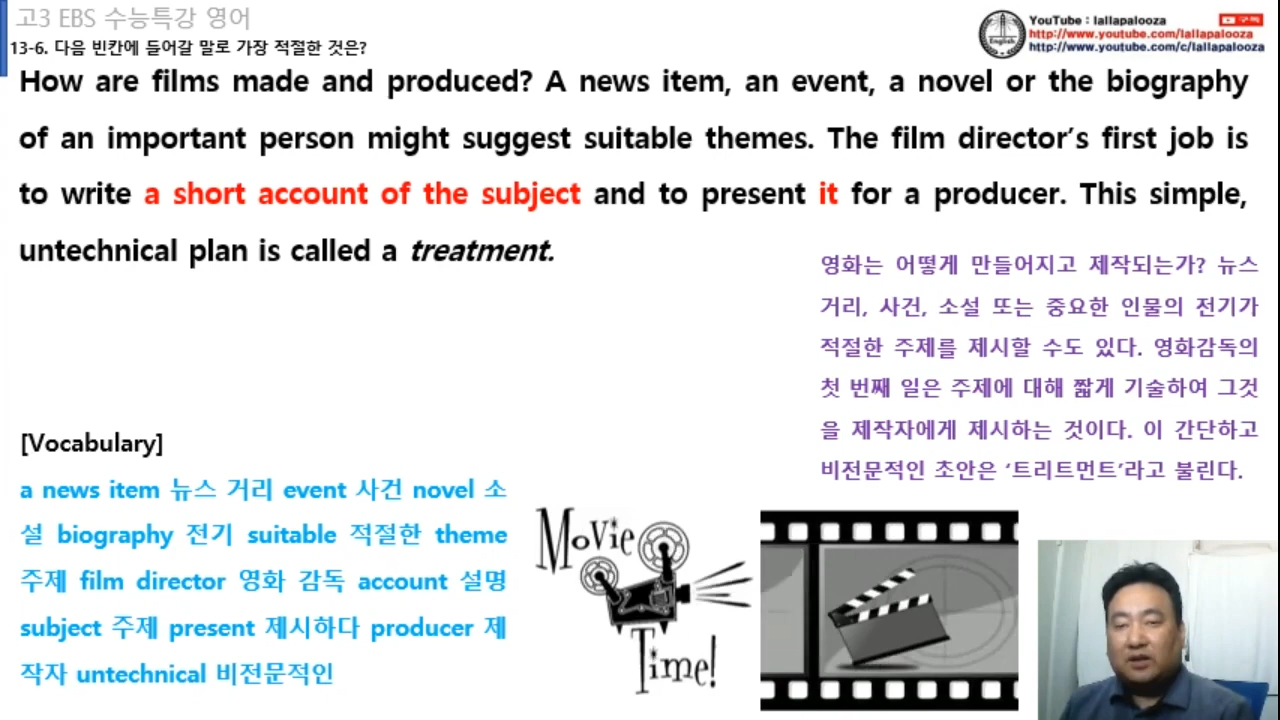 고3 EBS 수능특강 영어
13-6. 다음 빈칸에 들어갈 말로 가장 적절한 것은?
English
YouTube : lallapalooza
구독
http://www.youtube.com/lallapalooza
http://www.youtube.com/c/lallapalooza
How are films made and produced? A news item, an event, a novel or the biography
of an important person might suggest suitable themes. The film director's first job is
to write a short account of the subject and to present it for a producer. This simple,
untechnical plan is called a treatment.
영화는 어떻게 만들어지고 제작되는가? 뉴스
거리, 사건, 소설 또는 중요한 인물의 전기가
적절한 주제를 제시할 수도 있다. 영화감독의
첫 번째 일은 주제에 대해 짧게 기술하여 그것
을 제작자에게 제시하는 것이다. 이 간단하고
비전문적인 초안은 '트리트먼트'라고 불린다.
[Vocabulary]
a news item 뉴스 거리 event 사건 novel 소
설 biography 전기 suitable 적절한 theme
주제 film director 영화 감독 account 설명
subject 주제 present 제시하다 producer 제
작자 untechnical 비전문적인
Movie
Time!